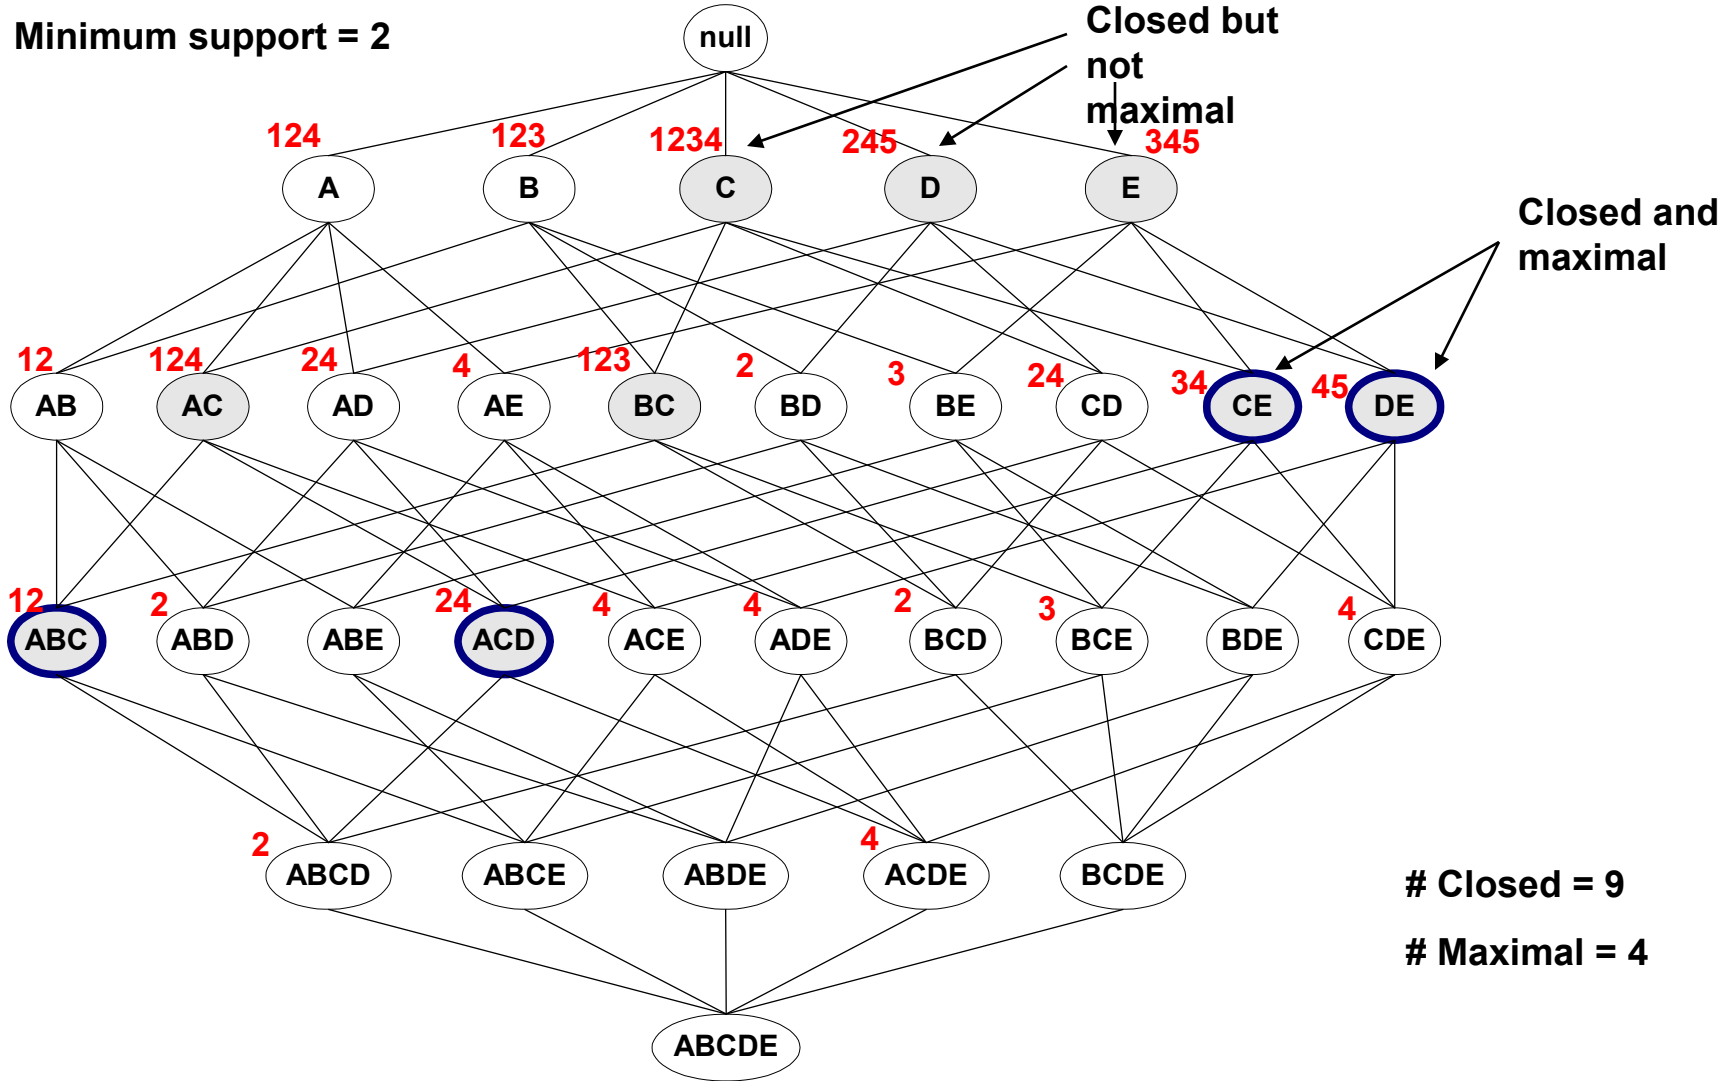 Minimum support = 2
null
Closed but
not
maximal
124
123
1234
245
345
A
B
C
D
E
Closed and
maximal
12
124
24
4
123
2
3
24
34
45
AB
AC
AD
AE
BC
BD
BE
CD
CE
DE
12
2
24
4
4
2
3
4
ABC
ABD
ABE
ACD
ACE
ADE
BCD
BCE
BDE
CDE
2
4
ABCD
ABCE
ABDE
ACDE
BCDE
# Closed = 9
# Maximal = 4
ABCDE